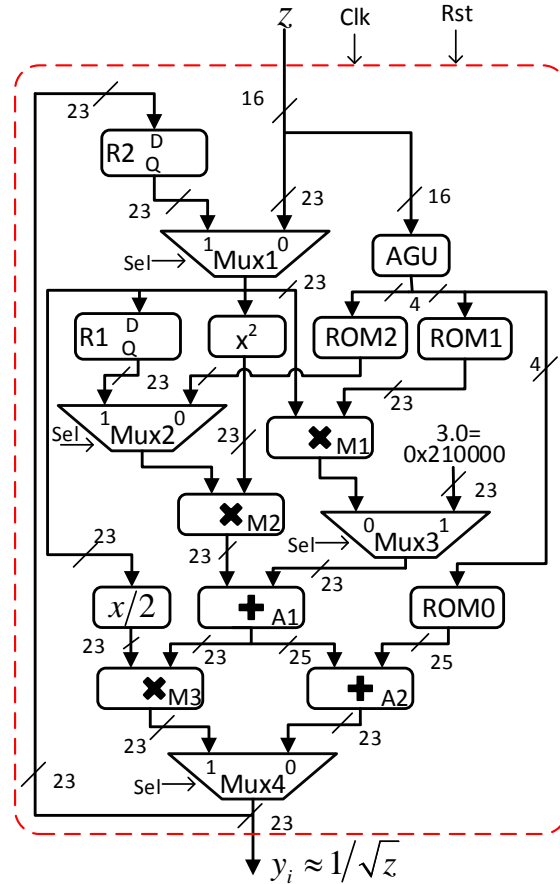 z Clk Rst
23
16
R2 D Q
23 23 16
1 0
Sel Mux1
AGU
23
4
R1 D Q
x²
ROM2 ROM1
23 23 4
1 0
Sel Mux2
M1
3.0=
0x210000
23
23
M2
0 1
Sel Mux3
23 23 23
x/2
A1
ROM0
23 23 25 25
M3
A2
23 23
1 0
Sel Mux4
23 23
yᵢ ≈ 1/√z